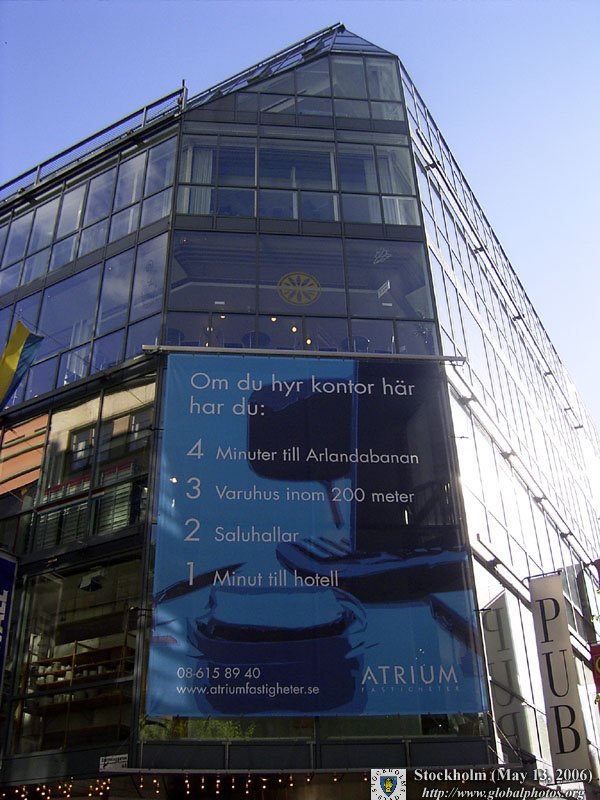 Om du hyr kontor här
har du:
4 Minuter till Arlandabanan
3 Varuhus inom 200 meter
2 Saluhallar
1 Minut till hotell
08-615 89 40
www.atriumfastigheter.se
ATRIUM
FASTIGHETER
PUB
Stockholm (May 13, 2006)
http://www.globalphotos.org